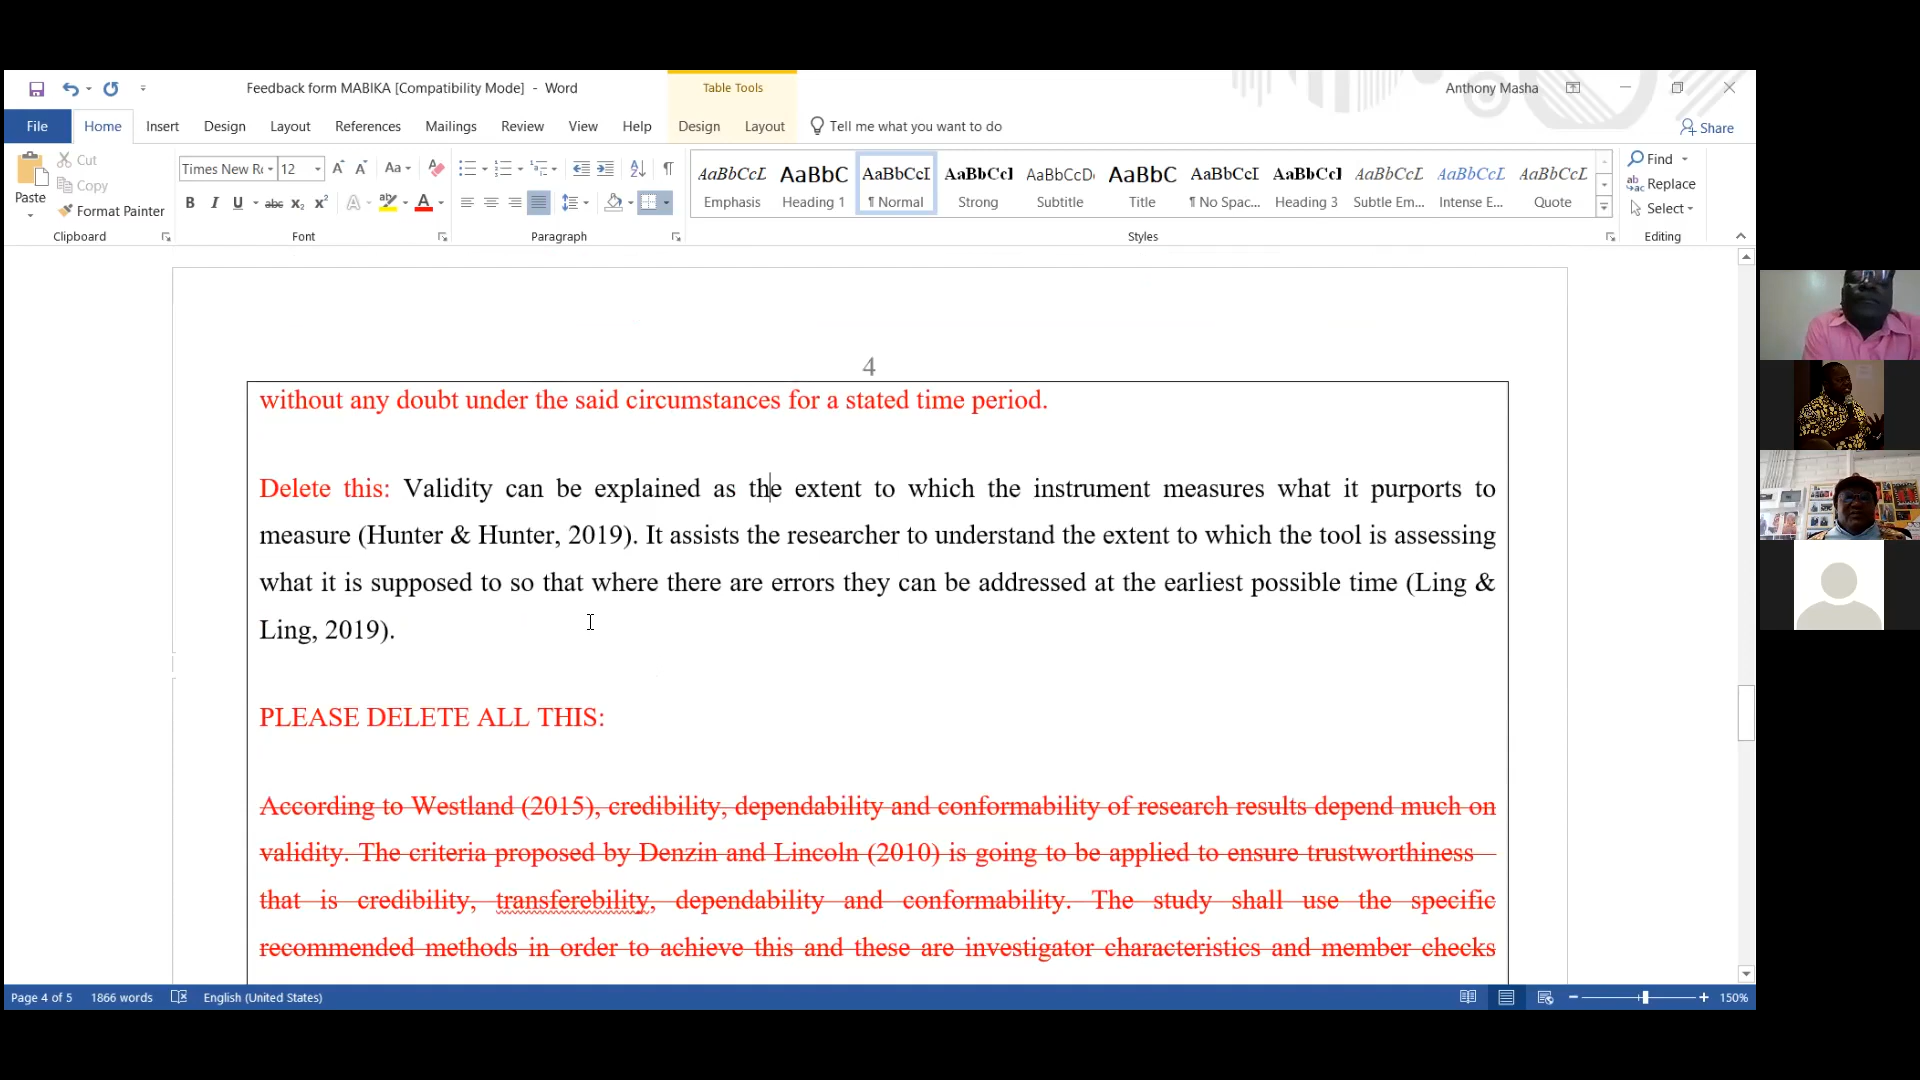 Feedback form MABIKA [Compatibility Mode] - Word
Table Tools
Anthony Masha
File Home Insert Design Layout References Mailings Review View Help Design Layout Tell me what you want to do
Share
Paste
Cut
Copy
Format Painter
Clipboard
Times New Ro 12
Aa
B I U abc x₂ x²
A ab A
Font
Paragraph
AaBbCcL AaBbC AaBbCcI AaBbCcI AaBbCcD AaBbC AaBbCcI AaBbCcI AaBbCcL AaBbCcL AaBbCcL
Emphasis Heading 1 ¶ Normal Strong Subtitle Title ¶ No Spac... Heading 3 Subtle Em... Intense E... Quote
Styles
Find
Replace
Select
Editing
4
without any doubt under the said circumstances for a stated time period.
Delete this: Validity can be explained as the extent to which the instrument measures what it purports to
measure (Hunter & Hunter, 2019). It assists the researcher to understand the extent to which the tool is assessing
what it is supposed to so that where there are errors they can be addressed at the earliest possible time (Ling &
Ling, 2019).
PLEASE DELETE ALL THIS:
According to Westland (2015), credibility, dependability and conformability of research results depend much on
validity. The criteria proposed by Denzin and Lincoln (2010) is going to be applied to ensure trustworthiness
that is credibility, transferebility, dependability and conformability. The study shall use the specific
recommended methods in order to achieve this and these are investigator characteristics and member checks
Page 4 of 5 1866 words English (United States)
150%